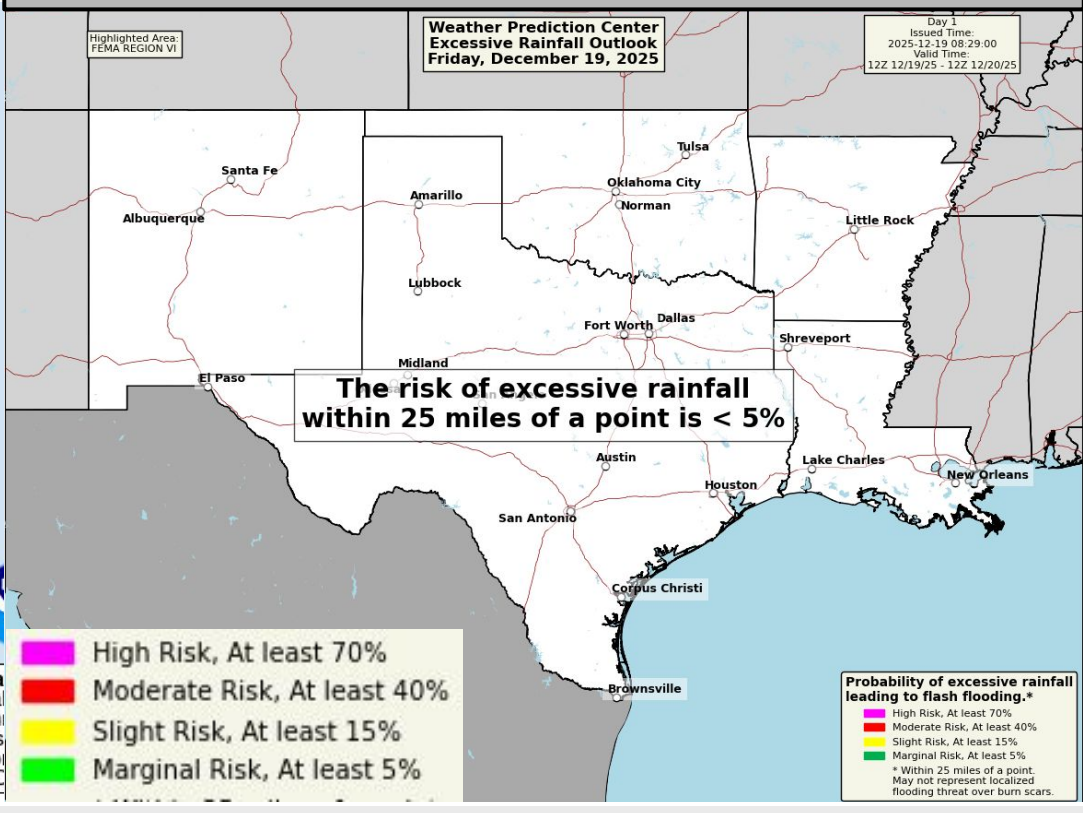 Weather Prediction Center
Excessive Rainfall Outlook
Friday, December 19, 2025
Highlighted Area:
FEMA REGION VI
Day 1
Issued Time:
2025-12-19 08:29:00
Valid Time:
12Z 12/19/25 - 12Z 12/20/25
Tulsa
Santa Fe
Oklahoma City
Amarillo
Norman
Albuquerque
Little Rock
Lubbock
Dallas
Fort Worth
Shreveport
Midland
El Paso
The risk of excessive rainfall
within 25 miles of a point is < 5%
Austin
Lake Charles
New Orleans
Houston
San Antonio
Corpus Christi
Brownsville
High Risk, At least 70%
Moderate Risk, At least 40%
Slight Risk, At least 15%
Marginal Risk, At least 5%
Probability of excessive rainfall
leading to flash flooding.*
High Risk, At least 70%
Moderate Risk, At least 40%
Slight Risk, At least 15%
Marginal Risk, At least 5%
* Within 25 miles of a point.
May not represent localized
flooding threat over burn scars.